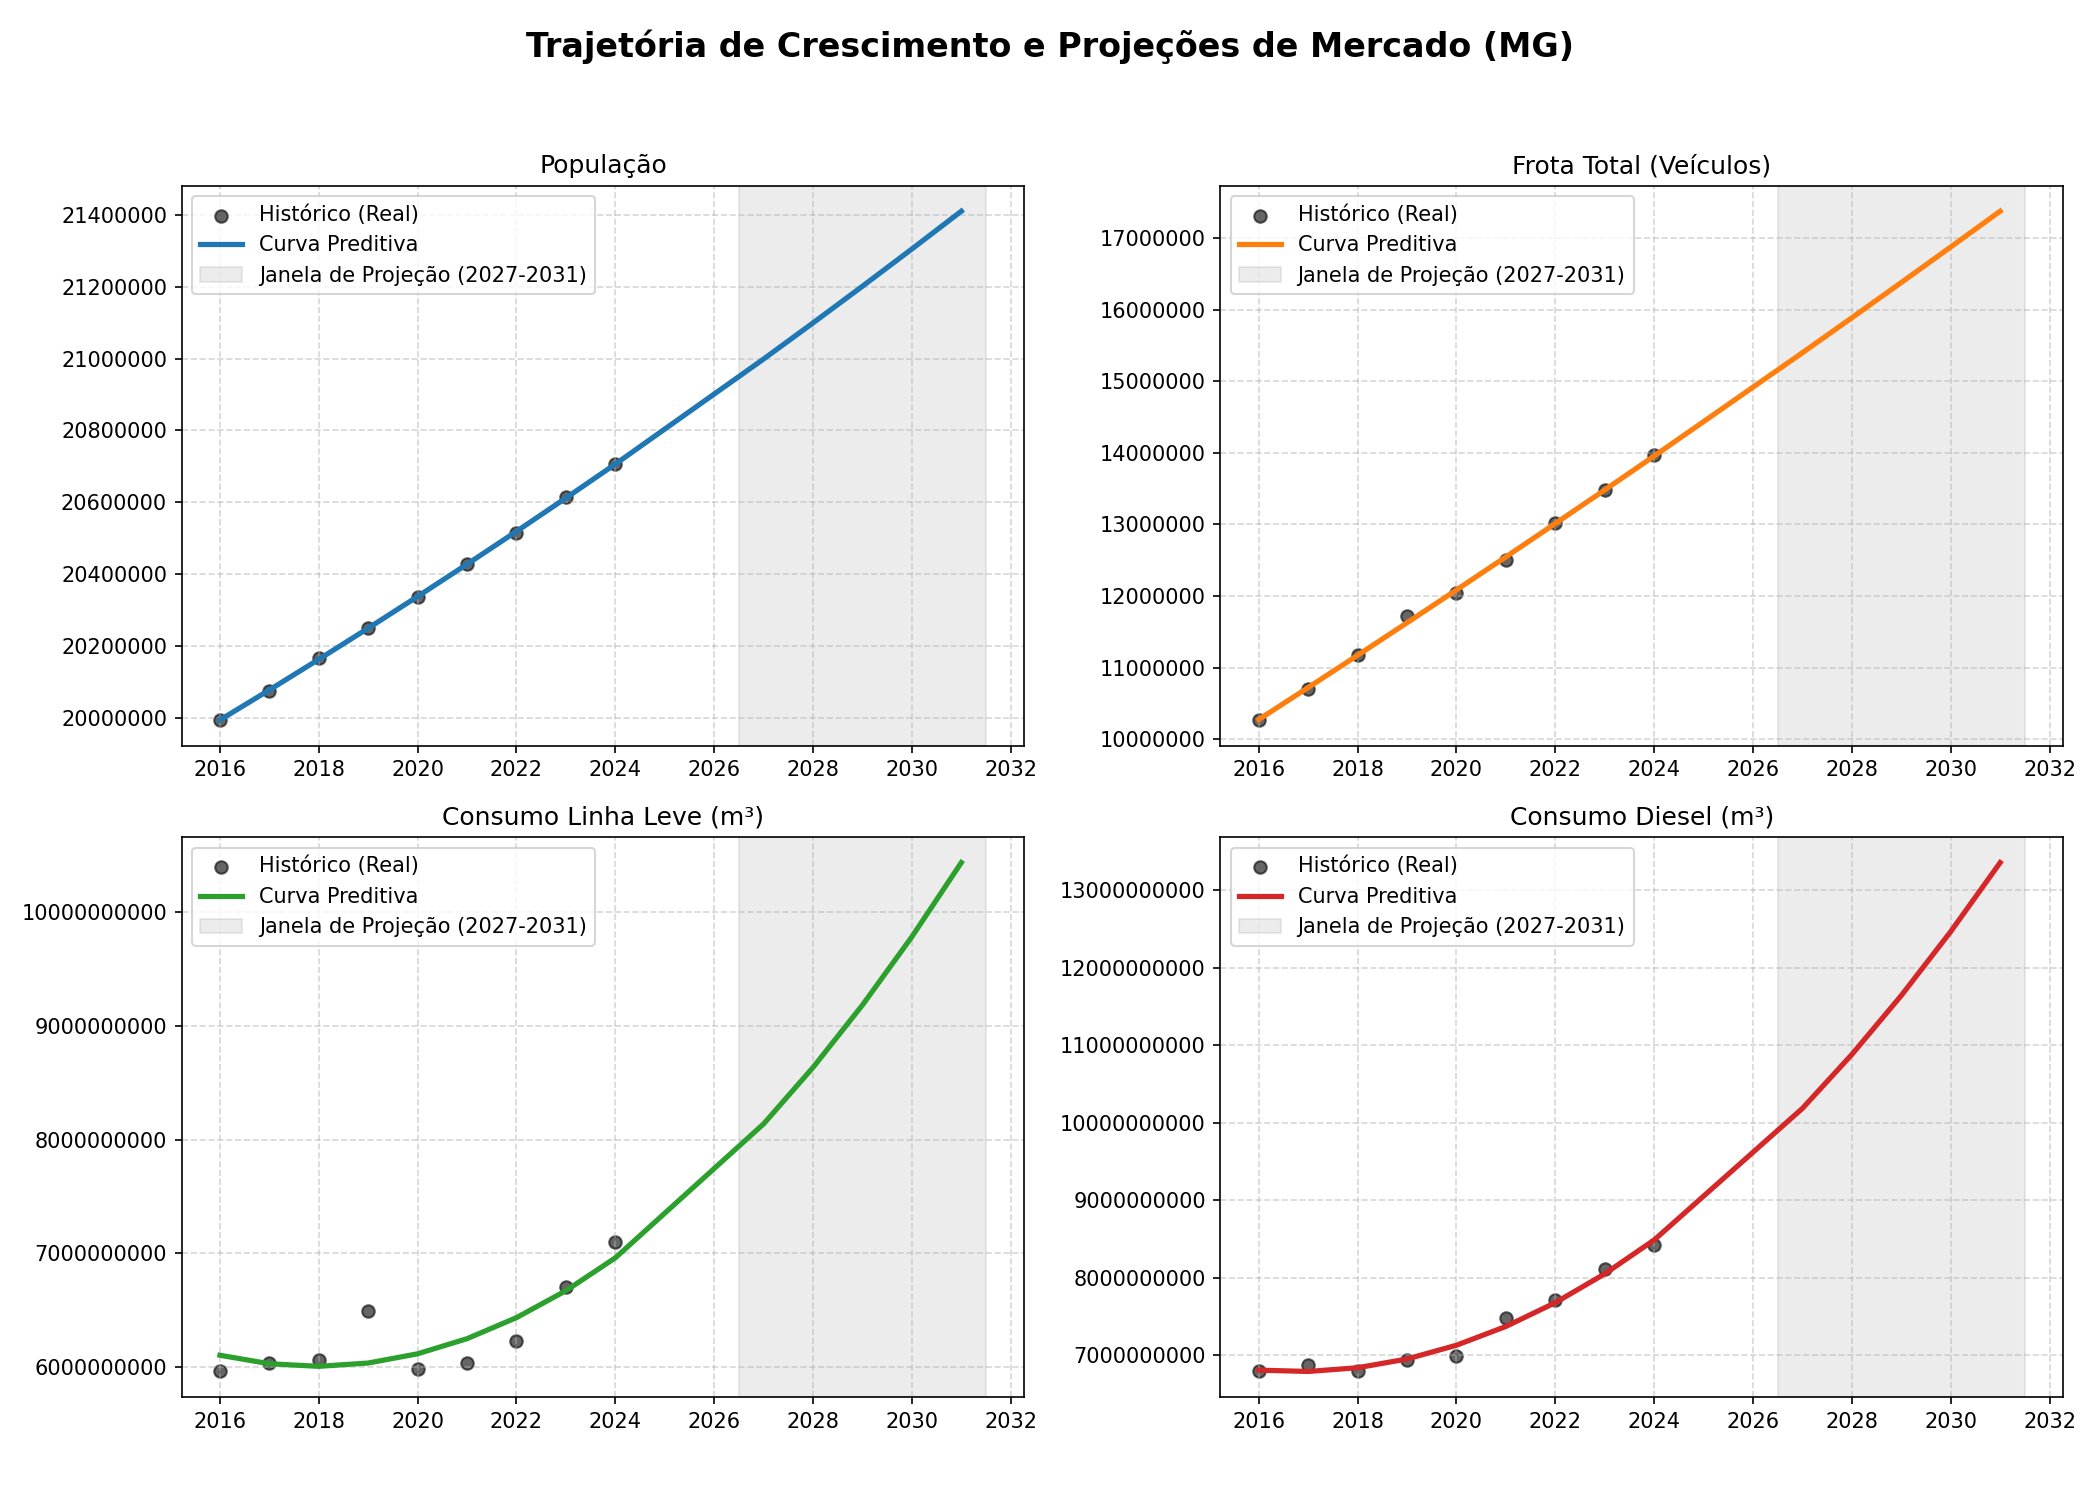 Trajetória de Crescimento e Projeções de Mercado (MG)
População
Histórico (Real)
Curva Preditiva
Janela de Projeção (2027-2031)
21400000
21200000
21000000
20800000
20600000
20400000
20200000
20000000
2016 2018 2020 2022 2024 2026 2028 2030 2032
Frota Total (Veículos)
Histórico (Real)
Curva Preditiva
Janela de Projeção (2027-2031)
17000000
16000000
15000000
14000000
13000000
12000000
11000000
10000000
2016 2018 2020 2022 2024 2026 2028 2030 2032
Consumo Linha Leve (m³)
Histórico (Real)
Curva Preditiva
Janela de Projeção (2027-2031)
10000000000
9000000000
8000000000
7000000000
6000000000
2016 2018 2020 2022 2024 2026 2028 2030 2032
Consumo Diesel (m³)
Histórico (Real)
Curva Preditiva
Janela de Projeção (2027-2031)
13000000000
12000000000
11000000000
10000000000
9000000000
8000000000
7000000000
2016 2018 2020 2022 2024 2026 2028 2030 2032